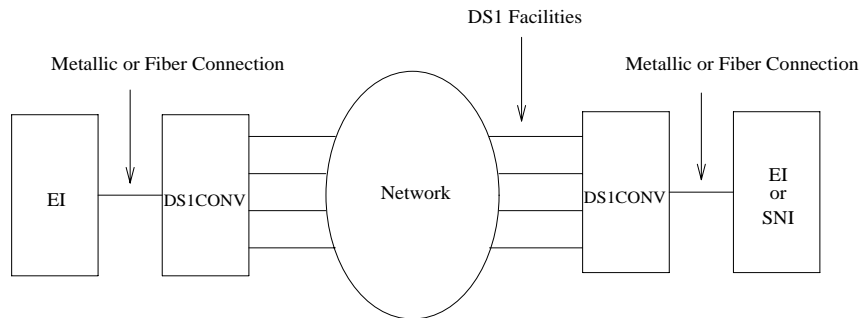 DS1 Facilities
Metallic or Fiber Connection
Metallic or Fiber Connection
EI
DS1CONV
Network
DS1CONV
EI
or
SNI